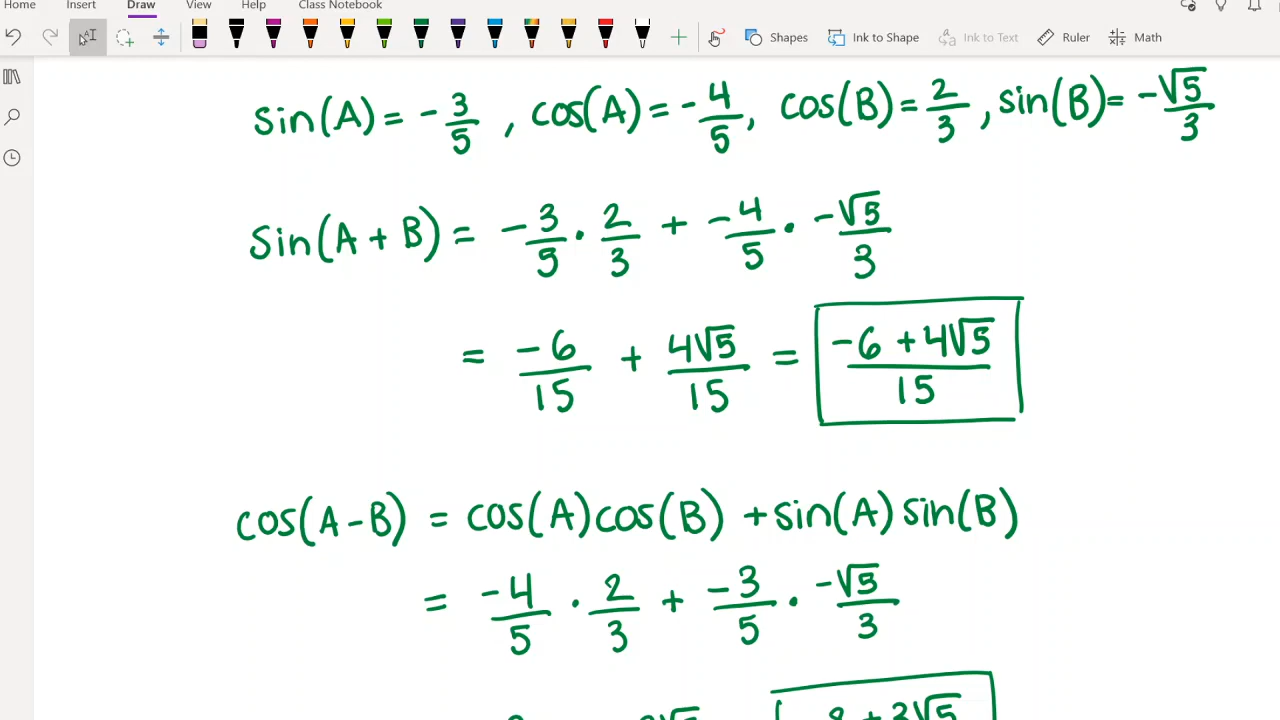 Home Insert Draw View Help Class Notebook
Shapes Ink to Shape Ink to Text Ruler Math
sin(A) = -3/5 , cos(A) = -4/5, cos(B) = 2/3, sin(B) = -√5/3
sin(A + B) = -3/5 · 2/3 + -4/5 · -√5/3
= -6/15 + 4√5/15 = -6 + 4√5/15
cos(A - B) = cos(A)cos(B) + sin(A) sin(B)
= -4/5 · 2/3 + -3/5 · -√5/3